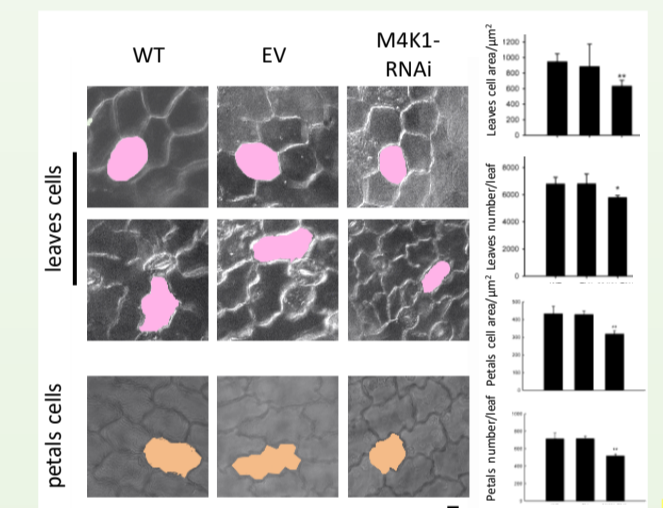 WT
EV
M4K1-
RNAi
leaves cells
petals cells
Leaves cell area/µm²
1200
1000
800
600
400
200
0
**
Leaves number/leaf
8000
6000
4000
2000
0
*
Petals cell area/µm²
**
Petals number/leaf
**